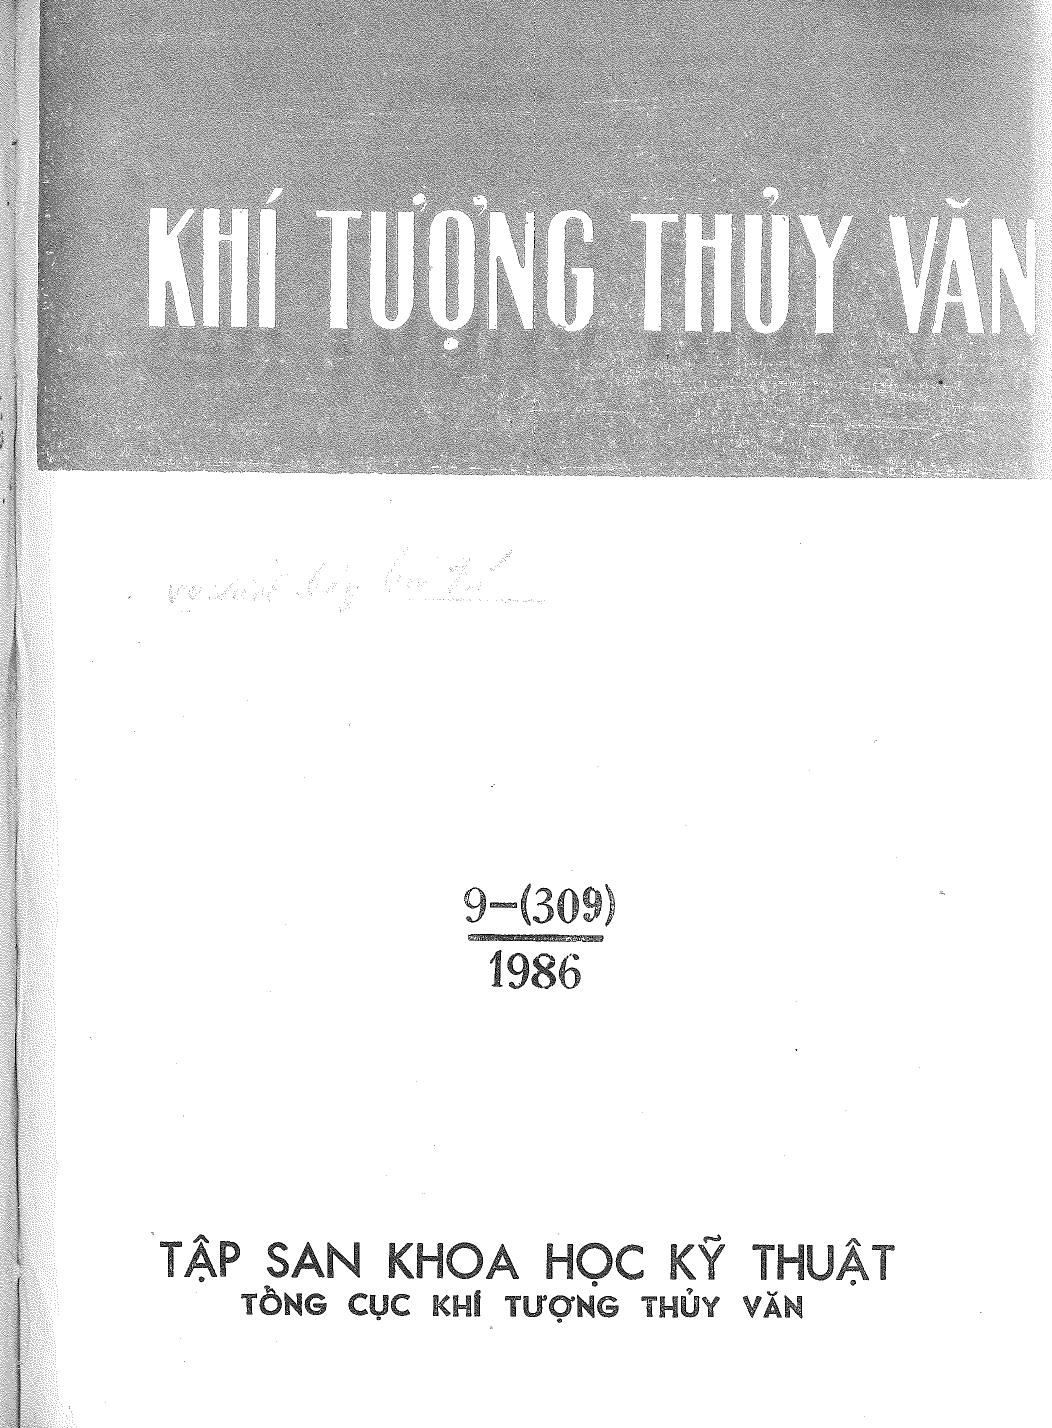 KHÍ TƯỢNG THỦY VĂN
9-(309)
1986
TẬP SAN KHOA HỌC KỸ THUẬT
TỔNG CỤC KHÍ TƯỢNG THỦY VĂN